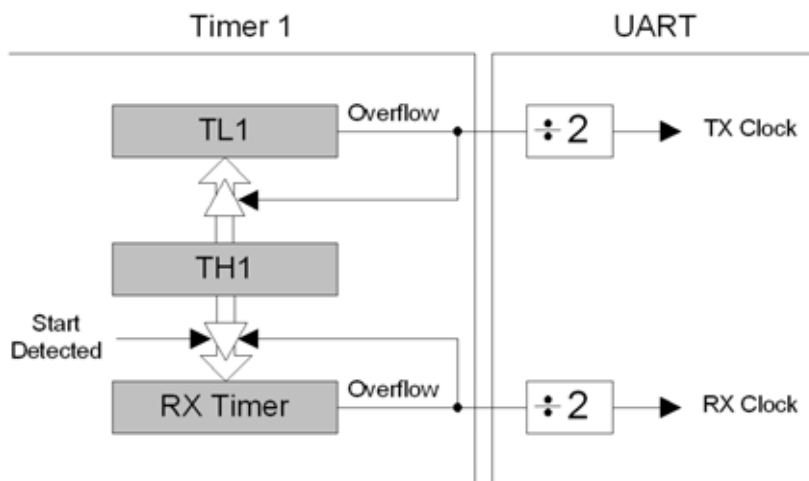 Timer 1
UART
TL1
Overflow
÷2
TX Clock
TH1
Start
Detected
RX Timer
Overflow
÷2
RX Clock